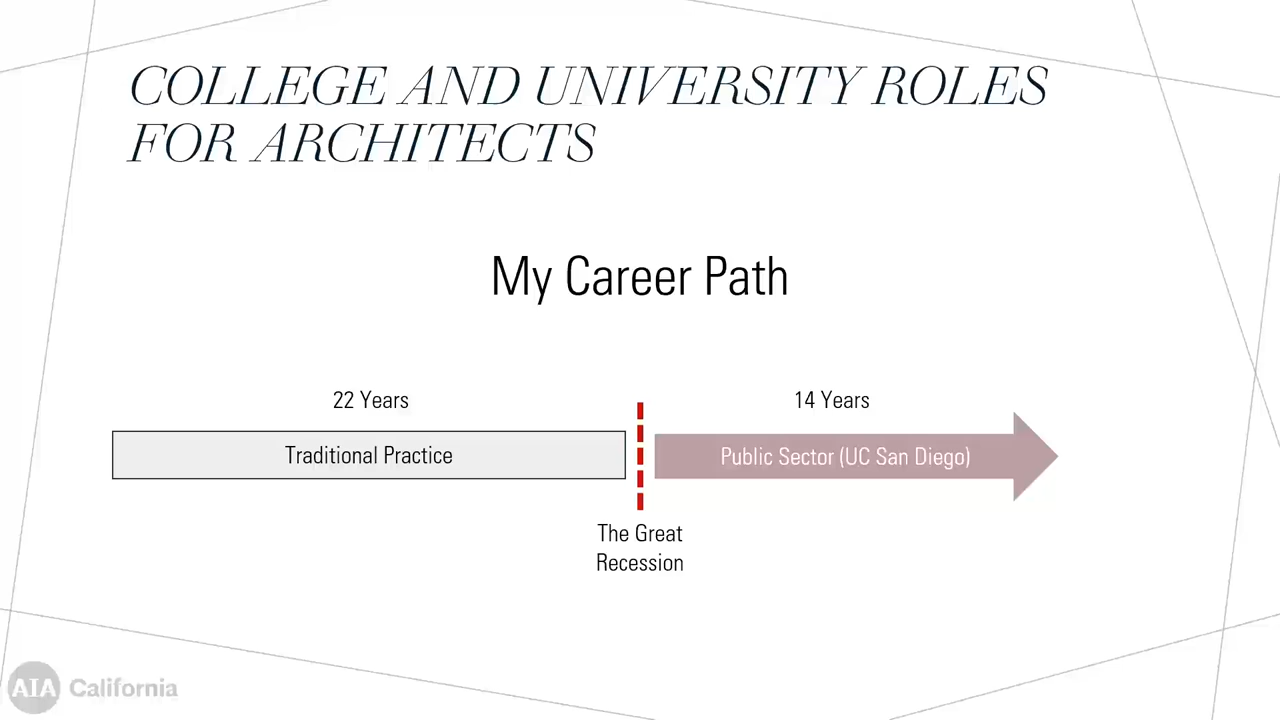 COLLEGE AND UNIVERSITY ROLES
FOR ARCHITECTS
My Career Path
22 Years
14 Years
Traditional Practice
Public Sector (UC San Diego)
The Great
Recession
AIA California